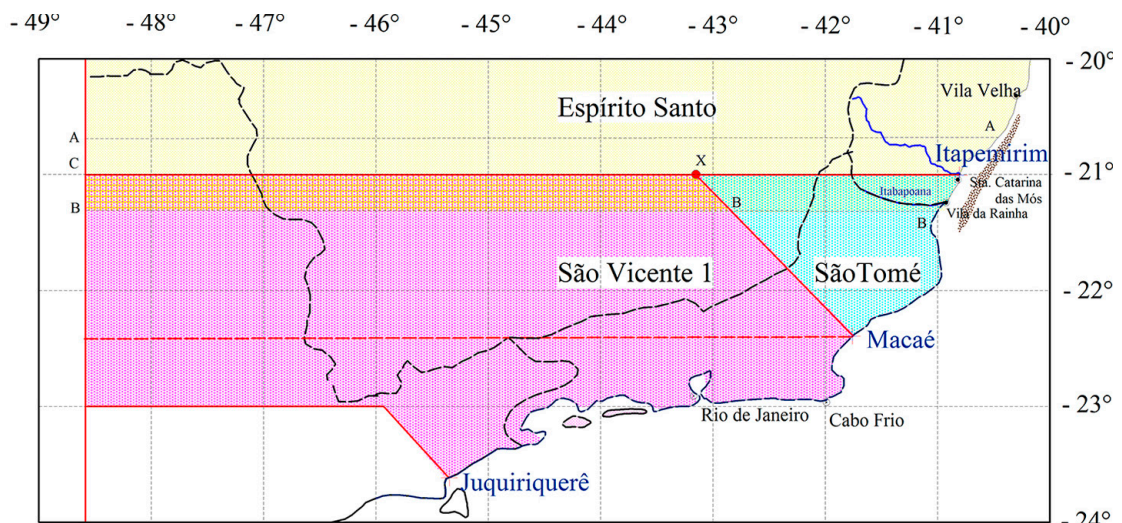 - 49° - 48° - 47° - 46° - 45° - 44° - 43° - 42° - 41° - 40°
- 20°
Vila Velha
Espírito Santo
A
A
Itapemirim
C
X
- 21°
Sta. Catarina
das Mós
Itabapoana
B
B
Vila da Rainha
B
São Vicente 1
SãoTomé
- 22°
Macaé
- 23°
Rio de Janeiro
Cabo Frio
Juquiriquerê
- 24°